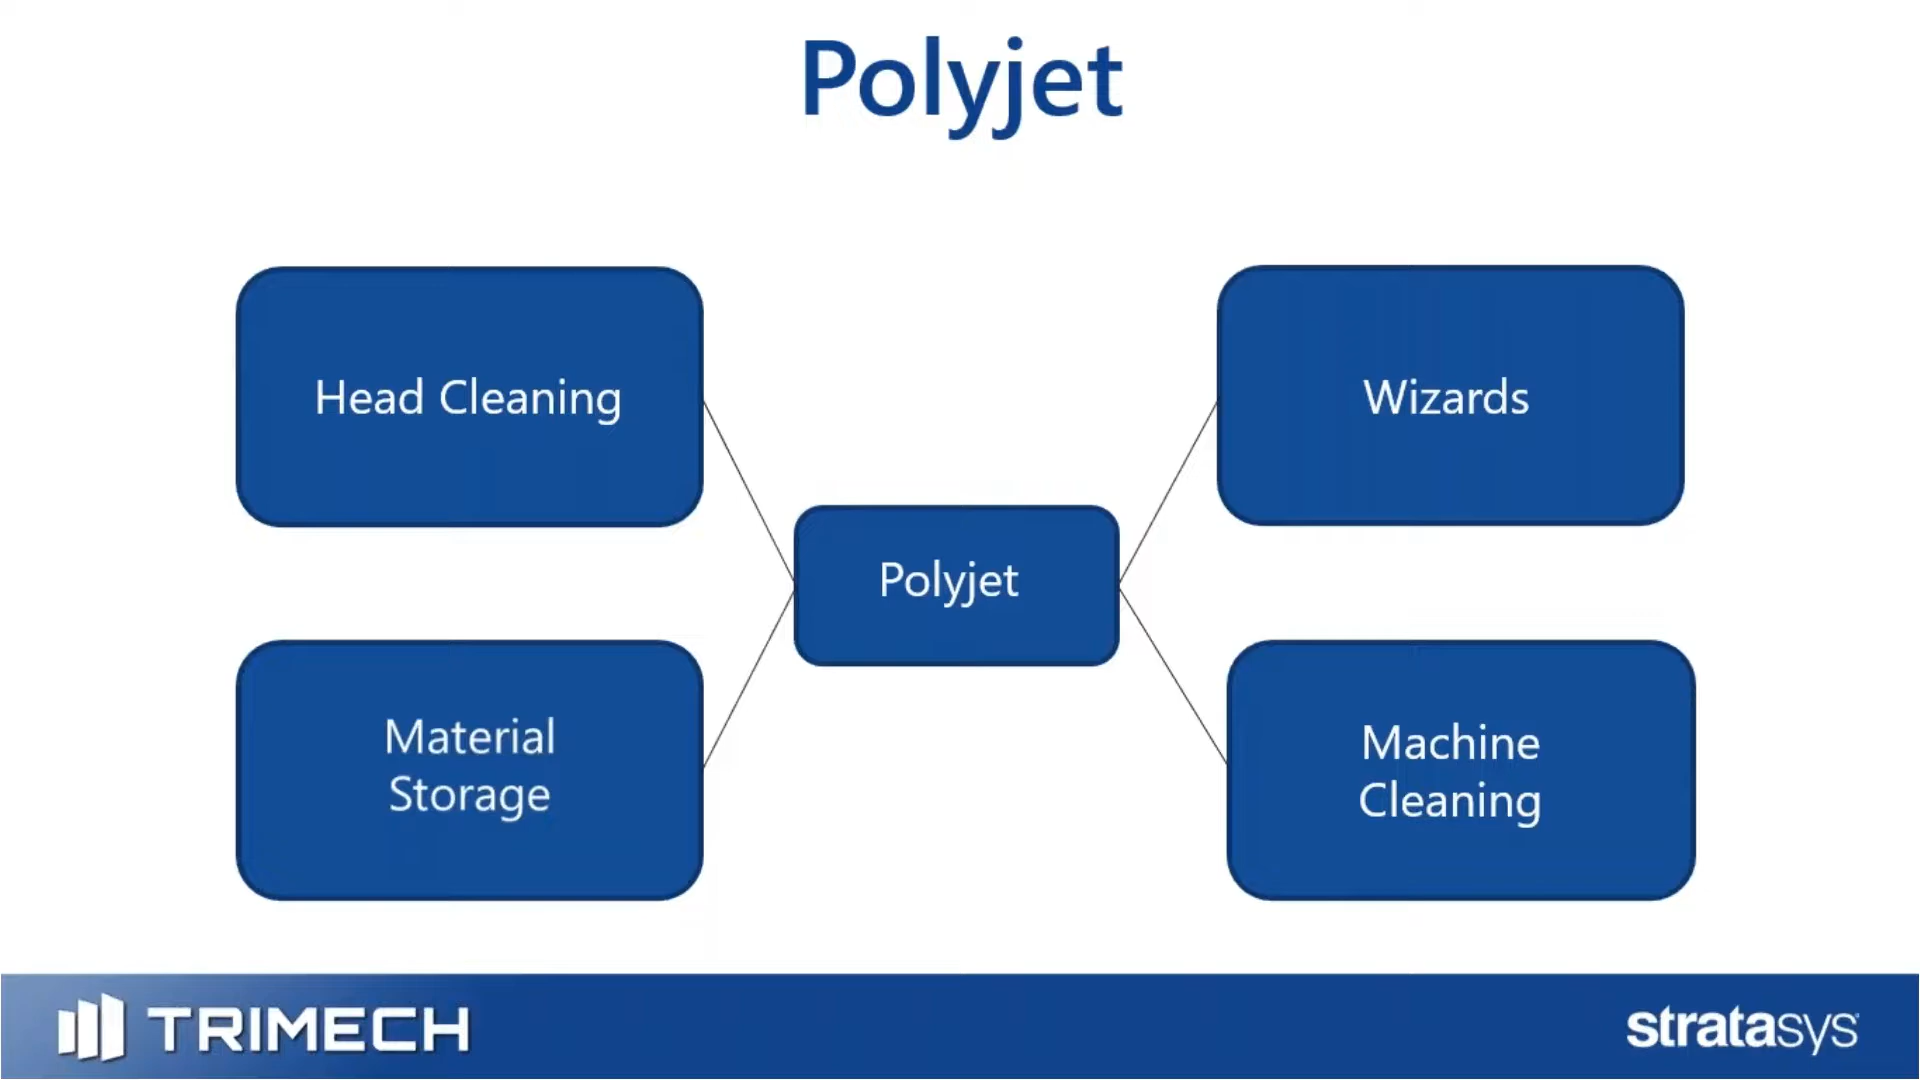 Polyjet
Head Cleaning
Wizards
Polyjet
Material
Storage
Machine
Cleaning
TRIMECH
stratasys